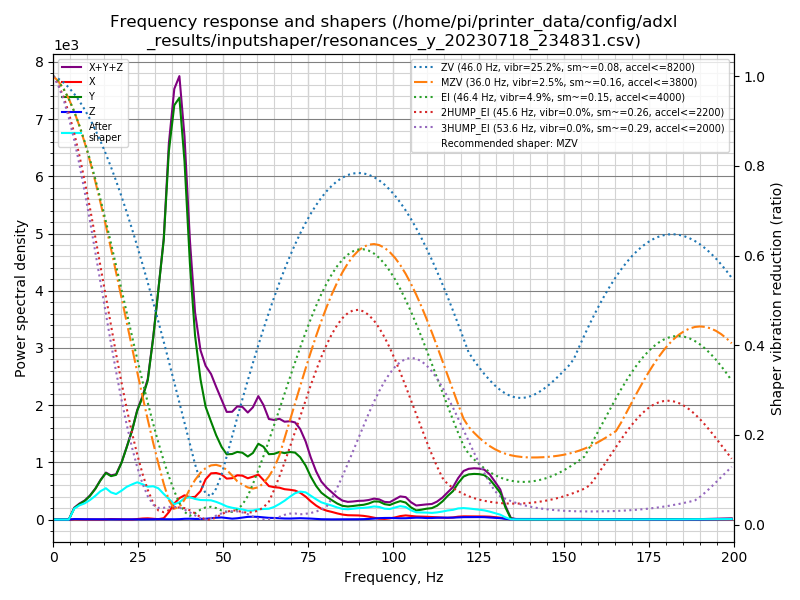 Frequency response and shapers (/home/pi/printer_data/config/adxl
_results/inputshaper/resonances_y_20230718_234831.csv)
1e3
X+Y+Z
X
Y
Z
After
shaper
ZV (46.0 Hz, vibr=25.2%, sm~=0.08, accel<=8200)
MZV (36.0 Hz, vibr=2.5%, sm~=0.16, accel<=3800)
EI (46.4 Hz, vibr=4.9%, sm~=0.15, accel<=4000)
2HUMP_EI (45.6 Hz, vibr=0.0%, sm~=0.26, accel<=2200)
3HUMP_EI (53.6 Hz, vibr=0.0%, sm~=0.29, accel<=2000)
Recommended shaper: MZV
8
7
6
5
4
3
2
1
0
Power spectral density
1.0
0.8
0.6
0.4
0.2
0.0
Shaper vibration reduction (ratio)
0 25 50 75 100 125 150 175 200
Frequency, Hz